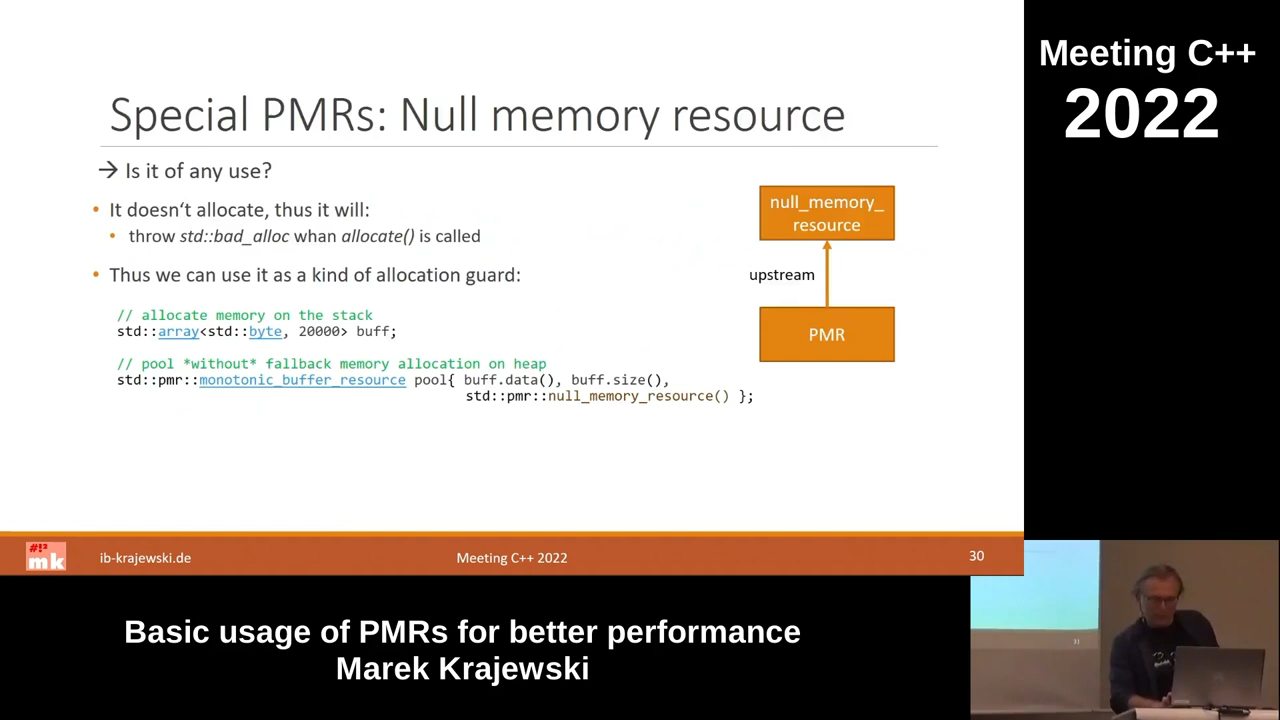 Special PMRs: Null memory resource
→ Is it of any use?
• It doesn‘t allocate, thus it will:
• throw std::bad_alloc whan allocate() is called
• Thus we can use it as a kind of allocation guard:
// allocate memory on the stack
std::array<std::byte, 20000> buff;
// pool *without* fallback memory allocation on heap
std::pmr::monotonic_buffer_resource pool{ buff.data(), buff.size(),
std::pmr::null_memory_resource() };
null_memory_
resource
upstream
PMR
#!²
mk
ib-krajewski.de
Meeting C++ 2022
30
Meeting C++
2022
Basic usage of PMRs for better performance
Marek Krajewski